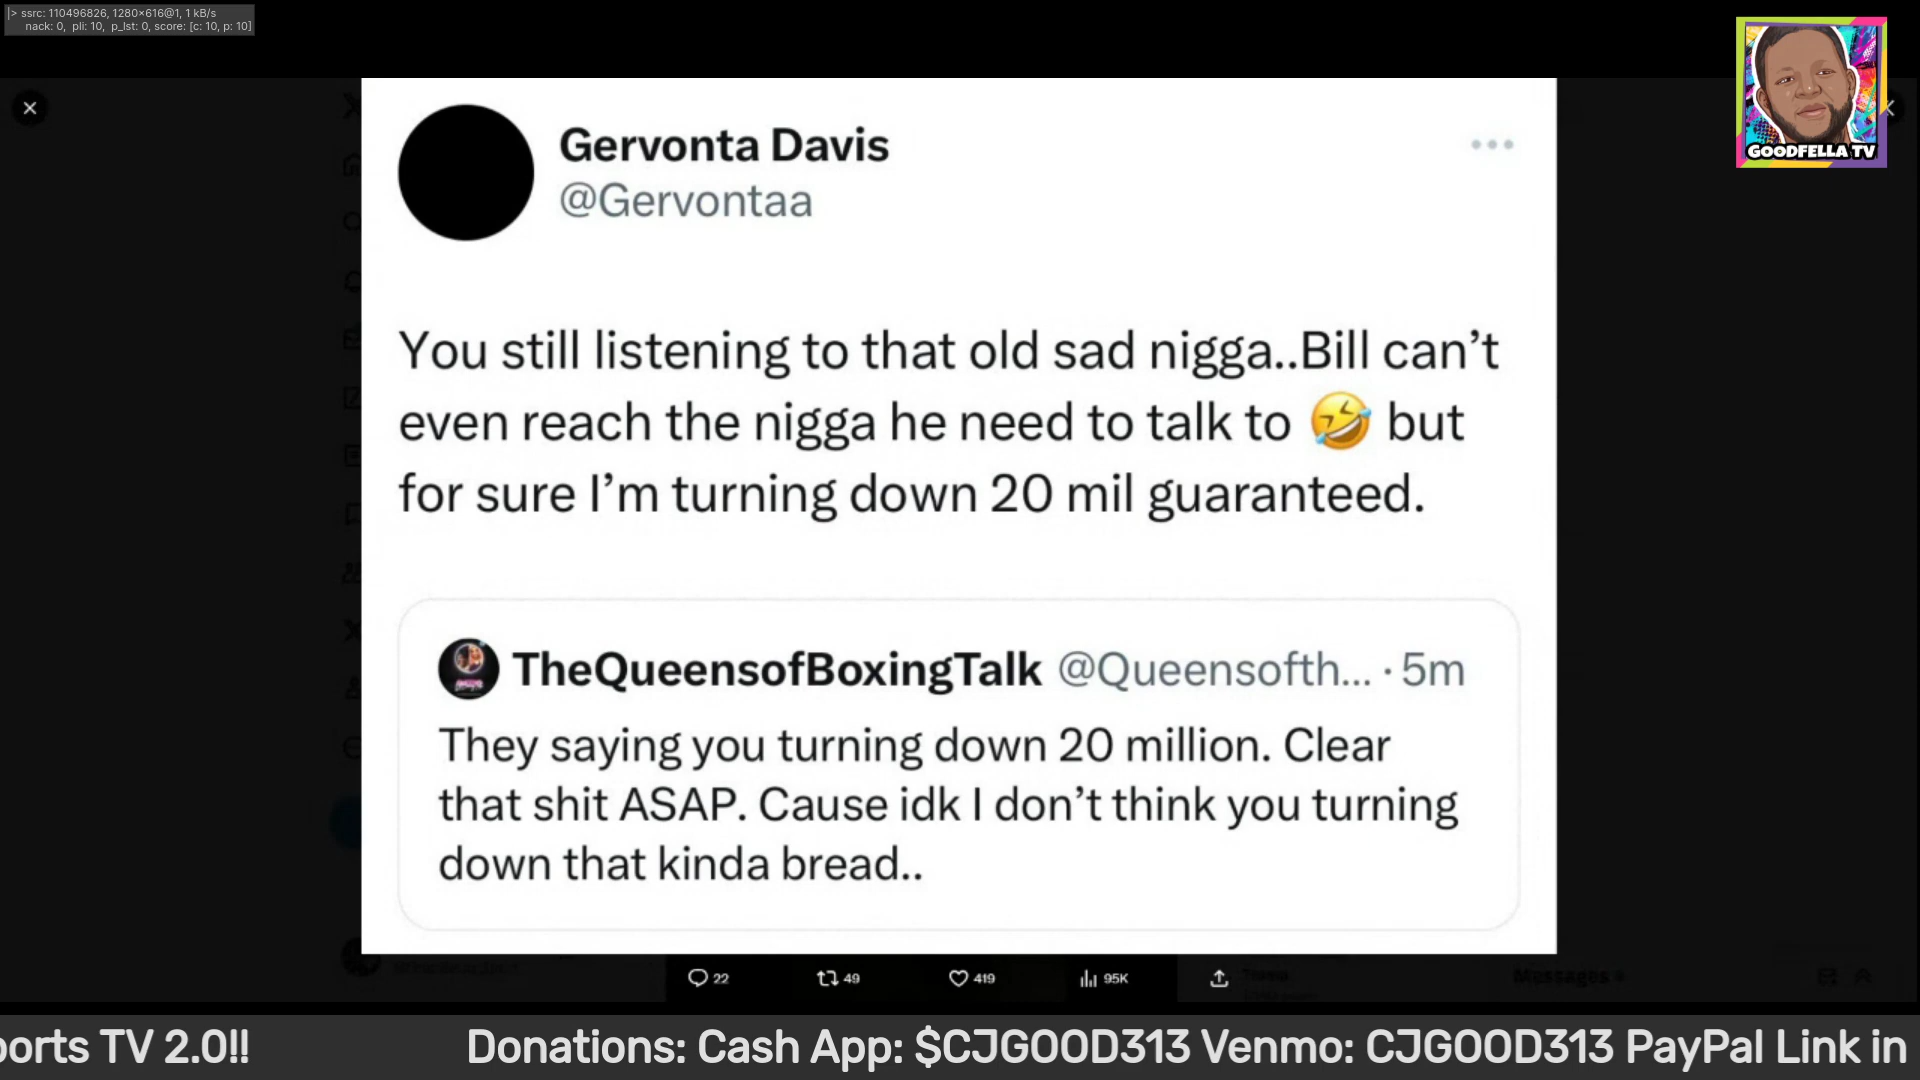 |> ssrc: 110496826, 1280×616@1, 1 kB/s
nack: 0, pli: 10, p_lst: 0, score: [c: 10, p: 10]
GOODFELLA TV
Gervonta Davis
@Gervontaa
You still listening to that old sad nigga..Bill can’t
even reach the nigga he need to talk to 🤣 but
for sure I’m turning down 20 mil guaranteed.
TheQueensofBoxingTalk @Queensofth... · 5m
They saying you turning down 20 million. Clear
that shit ASAP. Cause idk I don’t think you turning
down that kinda bread..
22 49 419 95K
Messages
ports TV 2.0!! Donations: Cash App: $CJGOOD313 Venmo: CJGOOD313 PayPal Link in